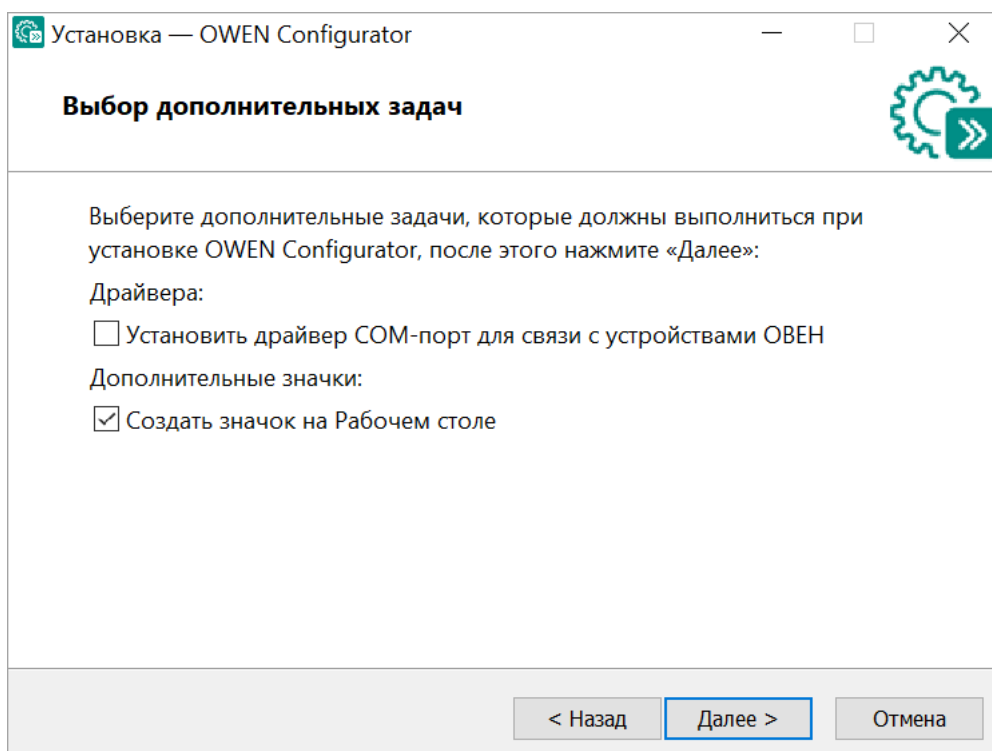 Установка — OWEN Configurator
Выбор дополнительных задач
Выберите дополнительные задачи, которые должны выполниться при
установке OWEN Configurator, после этого нажмите «Далее»:
Драйвера:
Установить драйвер COM-порт для связи с устройствами ОВЕН
Дополнительные значки:
Создать значок на Рабочем столе
< Назад
Далее >
Отмена